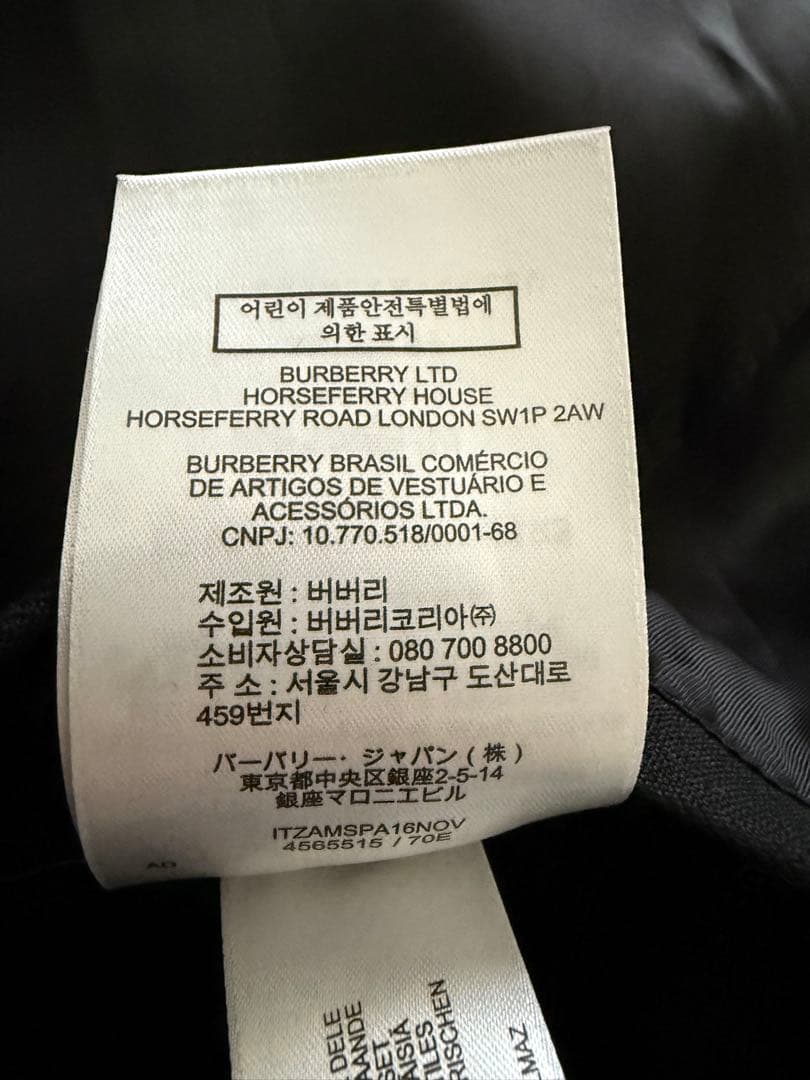 어린이 제품안전특별법에
의한 표시
BURBERRY LTD
HORSEFERRY HOUSE
HORSEFERRY ROAD LONDON SW1P 2AW
BURBERRY BRASIL COMÉRCIO
DE ARTIGOS DE VESTUÁRIO E
ACESSÓRIOS LTDA.
CNPJ: 10.770.518/0001-68
제조원 : 버버리
수입원 : 버버리코리아㈜
소비자상담실 : 080 700 8800
주 소 : 서울시 강남구 도산대로
459번지
バーバリー・ジャパン ( 株 )
東京都中央区銀座2-5-14
銀座マロニエビル
ITZAMSPA16NOV
4565515 / 70E
AD
DELE